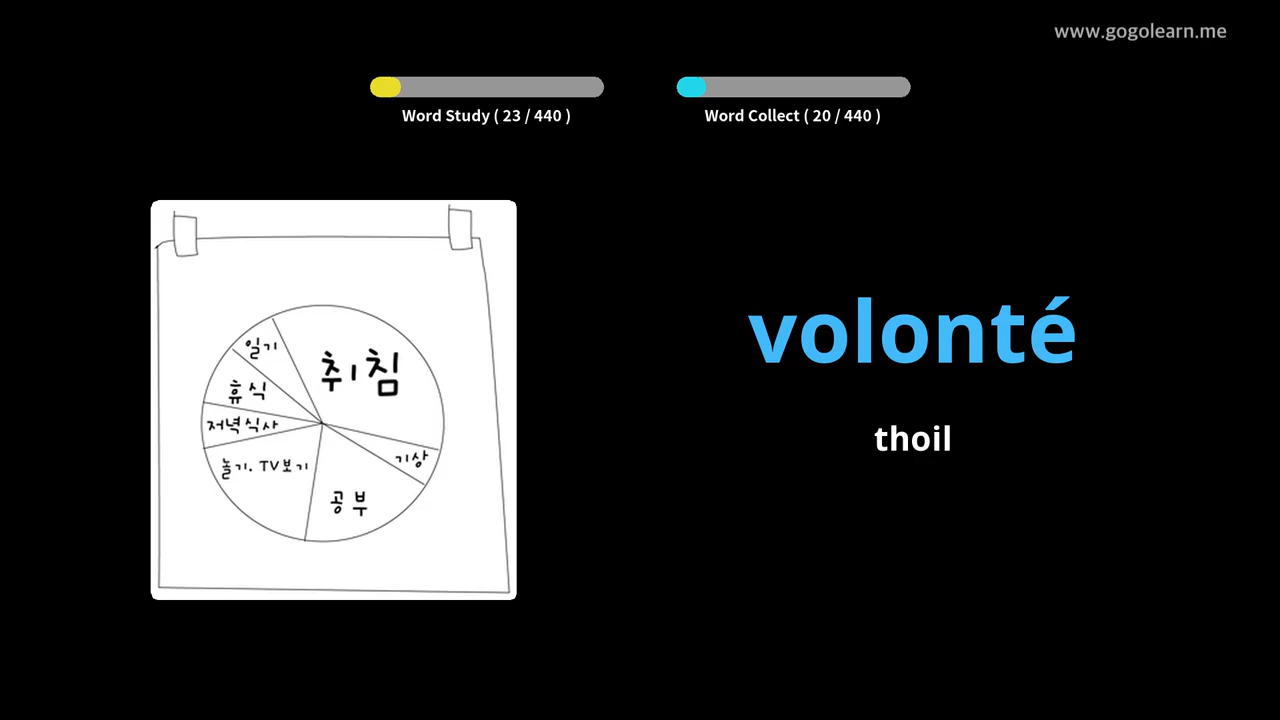 www.gogolearn.me
Word Study ( 23 / 440 )
Word Collect ( 20 / 440 )
일기
취침
휴식
저녁식사
기상
놀기. TV보기
공부
volonté
thoil